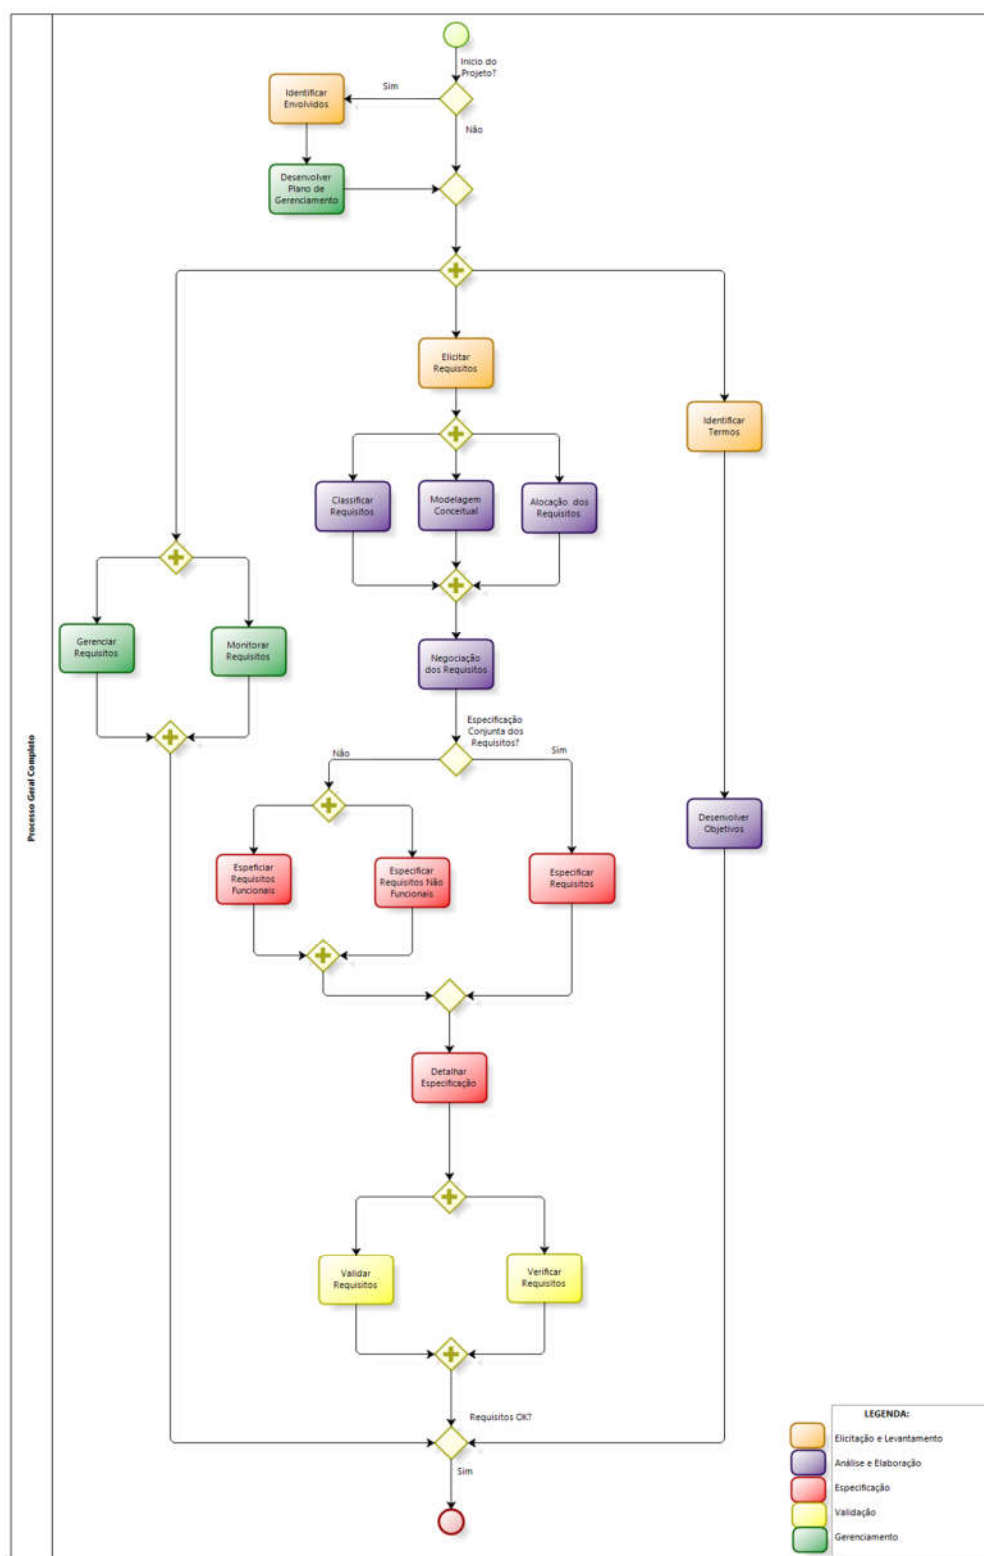 Processo Geral Completo
Inicio do
Projeto?
Sim
Identificar
Envolvidos
Não
Desenvolver
Plano de
Gerenciamento
Elicitar
Requisitos
Identificar
Termos
Classificar
Requisitos
Modelagem
Conceitual
Alocação dos
Requisitos
Gerenciar
Requisitos
Monitorar
Requisitos
Negociação
dos Requisitos
Especificação
Conjunta dos
Requisitos?
Não
Sim
Desenvolver
Objetivos
Espeficiar
Requisitos
Funcionais
Especificar
Requisitos Não
Funcionais
Especificar
Requisitos
Detalhar
Especificação
Validar
Requisitos
Verificar
Requisitos
Requisitos OK?
Sim
LEGENDA:
Elicitação e Levantamento
Análise e Elaboração
Especificação
Validação
Gerenciamento